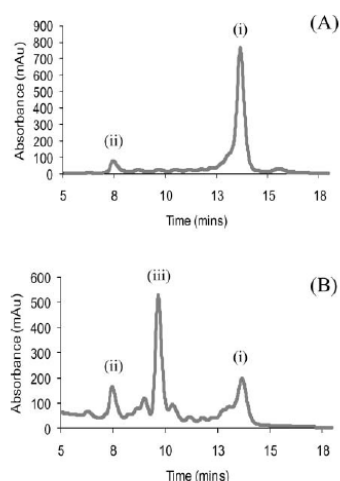 (A)
Absorbance (mAu)
900
800
700
600
500
400
300
200
100
0
(i)
(ii)
5 8 10 13 15 18
Time (mins)
(B)
Absorbance (mAu)
600
500
400
300
200
100
0
(iii)
(ii)
(i)
5 8 10 13 15 18
Time (mins)